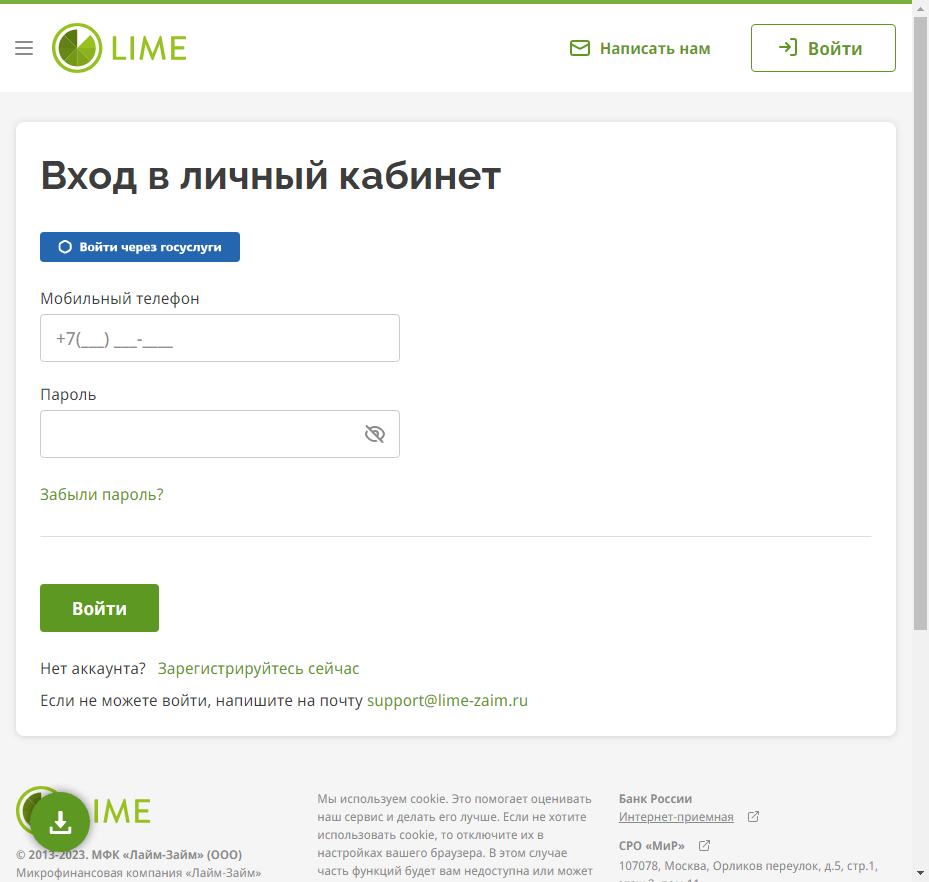 LIME
Написать нам
Войти
Вход в личный кабинет
Войти через госуслуги
Мобильный телефон
+7(___) ___-____
Пароль
Забыли пароль?
Войти
Нет аккаунта? Зарегистрируйтесь сейчас
Если не можете войти, напишите на почту support@lime-zaim.ru
IME
© 2013-2023. МФК «Лайм-Займ» (ООО)
Микрофинансовая компания «Лайм-Займ»
Мы используем cookie. Это помогает оценивать
наш сервис и делать его лучше. Если не хотите
использовать cookie, то отключите их в
настройках вашего браузера. В этом случае
часть функций будет вам недоступна или может
Банк России
Интернет-приемная
СРО «МиР»
107078, Москва, Орликов переулок, д.5, стр.1,